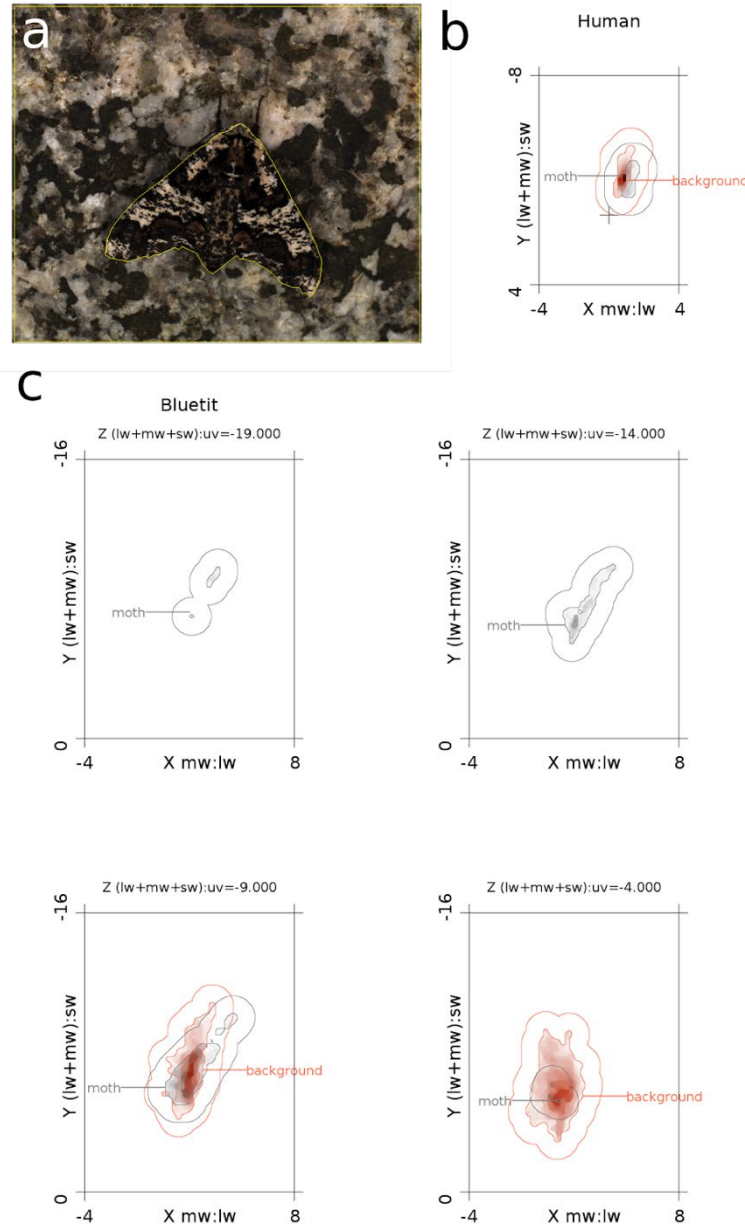 a
b
Human
-8
Y (lw+mw):sw
moth
background
4
-4
X mw:lw
4
c
Bluetit
Z (lw+mw+sw):uv=-19.000
-16
Y (lw+mw):sw
moth
0
-4
X mw:lw
8
Z (lw+mw+sw):uv=-14.000
-16
Y (lw+mw):sw
moth
0
-4
X mw:lw
8
Z (lw+mw+sw):uv=-9.000
-16
Y (lw+mw):sw
background
moth
0
-4
X mw:lw
8
Z (lw+mw+sw):uv=-4.000
-16
Y (lw+mw):sw
moth
background
0
-4
X mw:lw
8